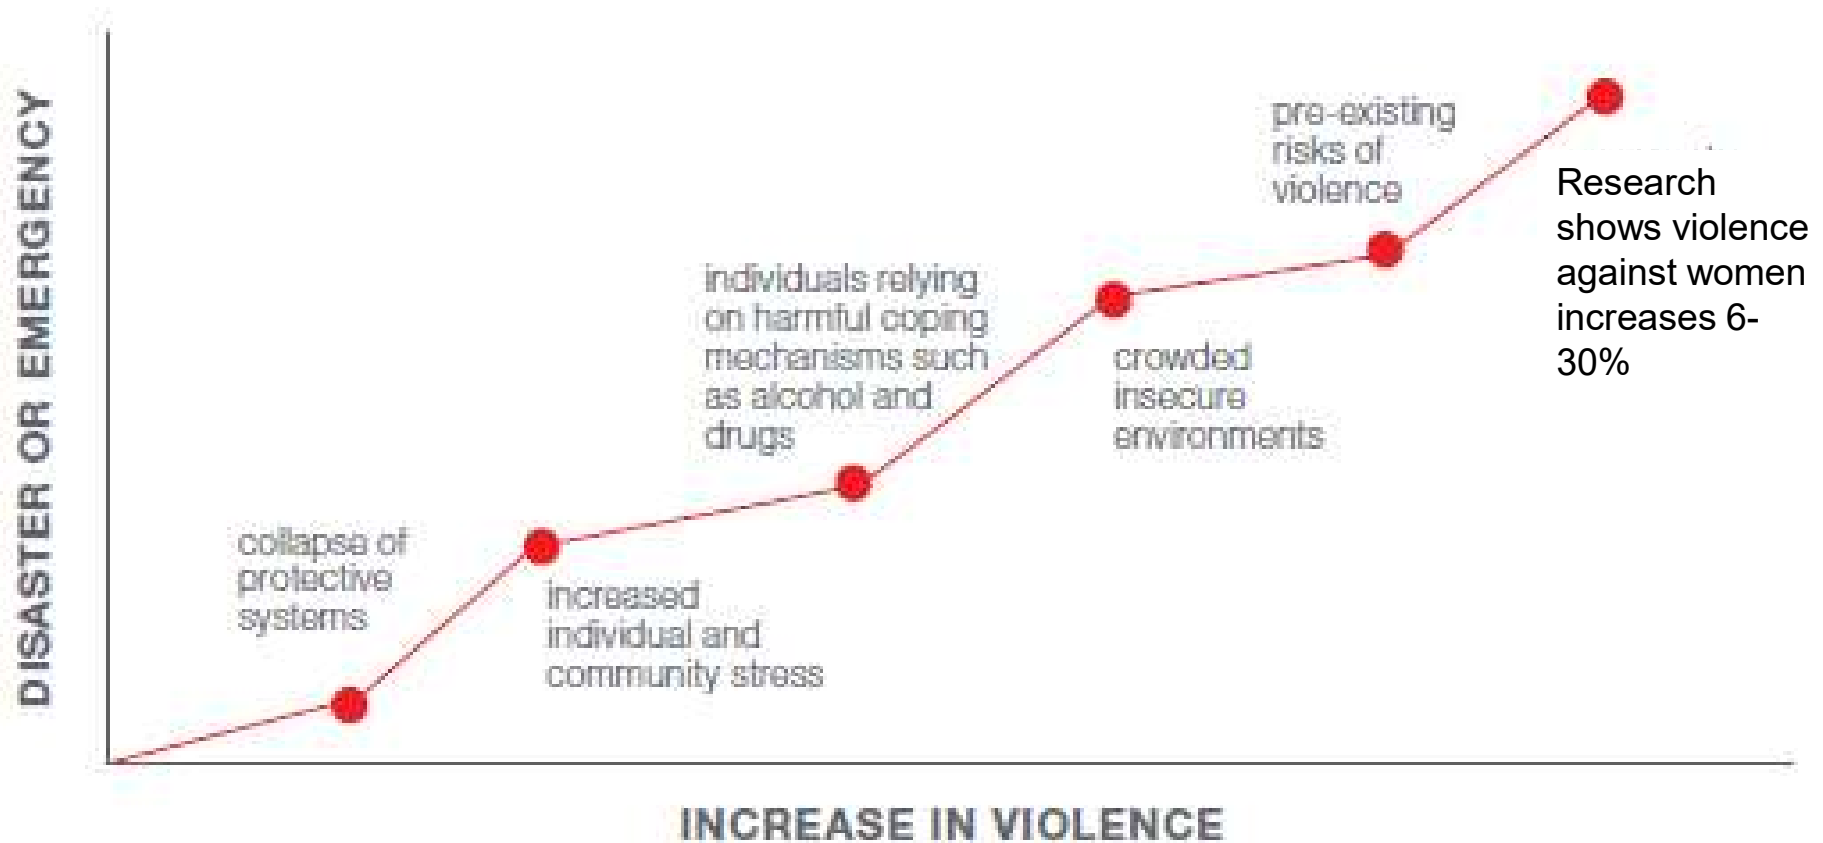 DISASTER OR EMERGENCY
collapse of
protective
systems
increased
individual and
community stress
individuals relying
on harmful coping
mechanisms such
as alcohol and
drugs
crowded
insecure
environments
pre-existing
risks of
violence
Research
shows violence
against women
increases 6-
30%
INCREASE IN VIOLENCE